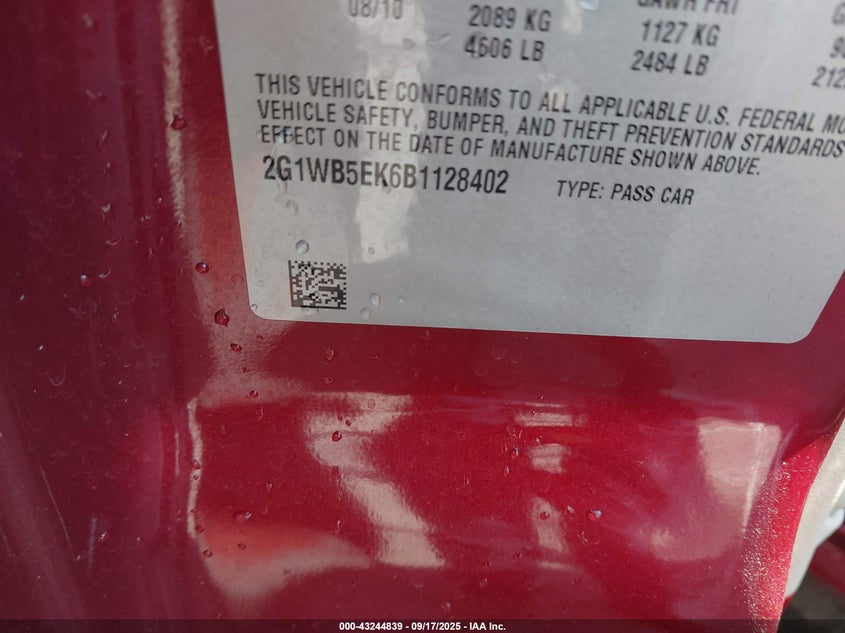 08/10 2089 KG 1127 KG
4606 LB 2484 LB
THIS VEHICLE CONFORMS TO ALL APPLICABLE U.S. FEDERAL
VEHICLE SAFETY, BUMPER, AND THEFT PREVENTION STANDARDS
EFFECT ON THE DATE OF MANUFACTURE SHOWN ABOVE.
2G1WB5EK6B1128402 TYPE: PASS CAR
000-43244839 - 09/17/2025 - IAA Inc.